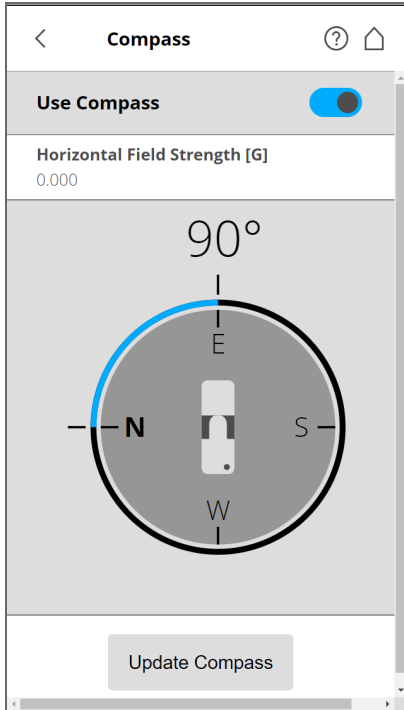 Compass
Use Compass
Horizontal Field Strength [G]
0.000
90°
E
N
S
W
Update Compass